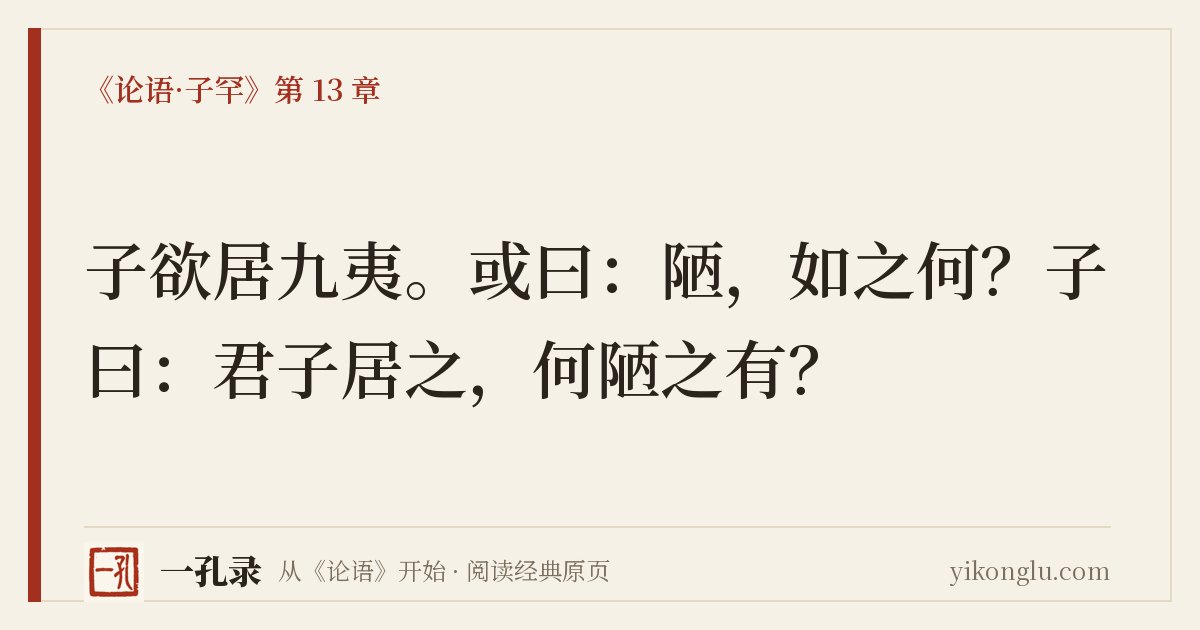 《论语·子罕》第 13 章
子欲居九夷。或曰：陋，如之何？子
曰：君子居之，何陋之有？
一孔
一孔录 从《论语》开始 · 阅读经典原页 yikonglu.com